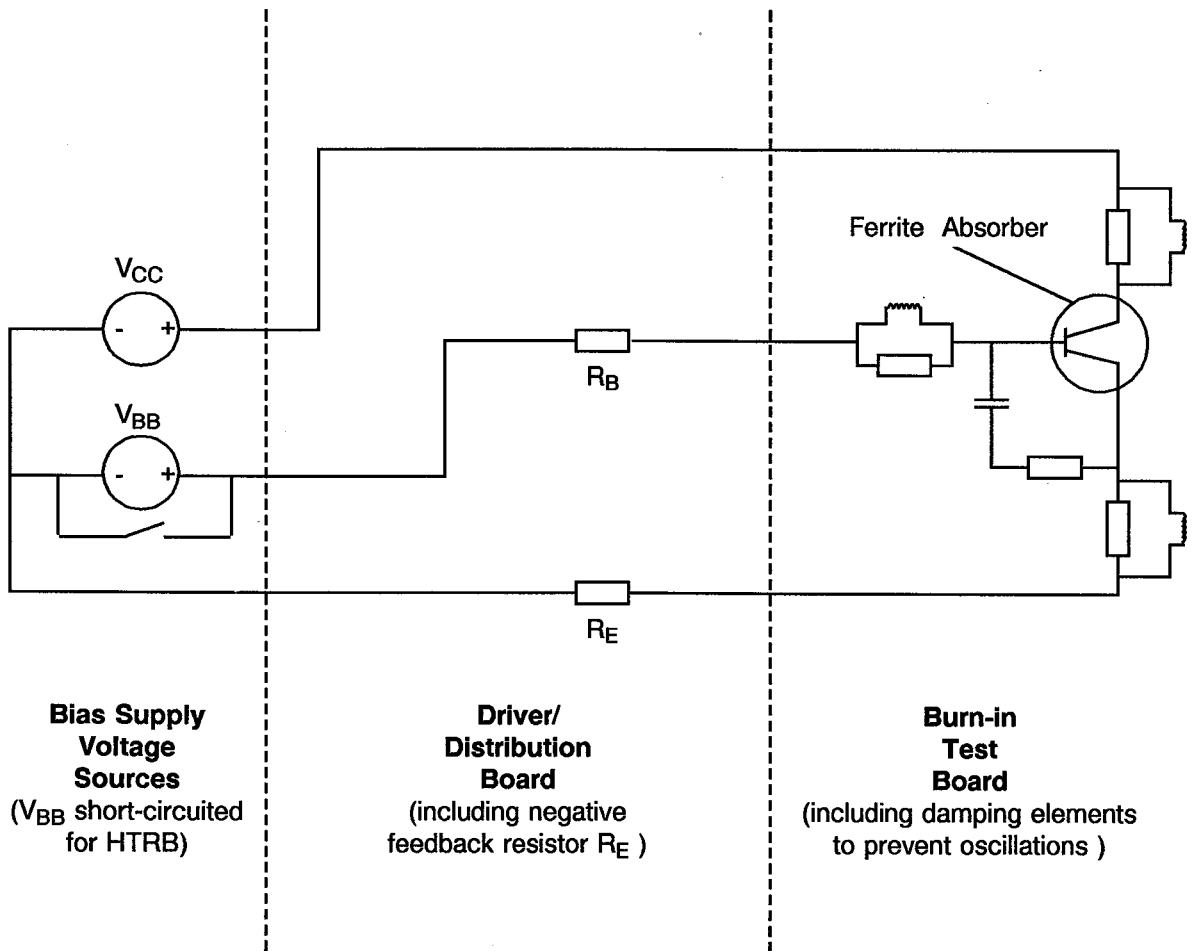 Ferrite Absorber
VCC
- +
RB
VBB
- +
RE
Bias Supply
Voltage
Sources
(VBB short-circuited
for HTRB)
Driver/
Distribution
Board
(including negative
feedback resistor RE )
Burn-in
Test
Board
(including damping elements
to prevent oscillations )